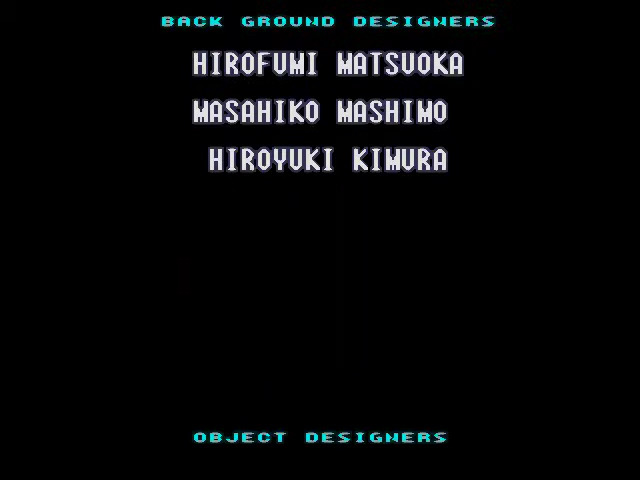 BACK GROUND DESIGNERS
HIROFUMI MATSUOKA
MASAHIKO MASHIMO
HIROYUKI KIMURA
OBJECT DESIGNERS